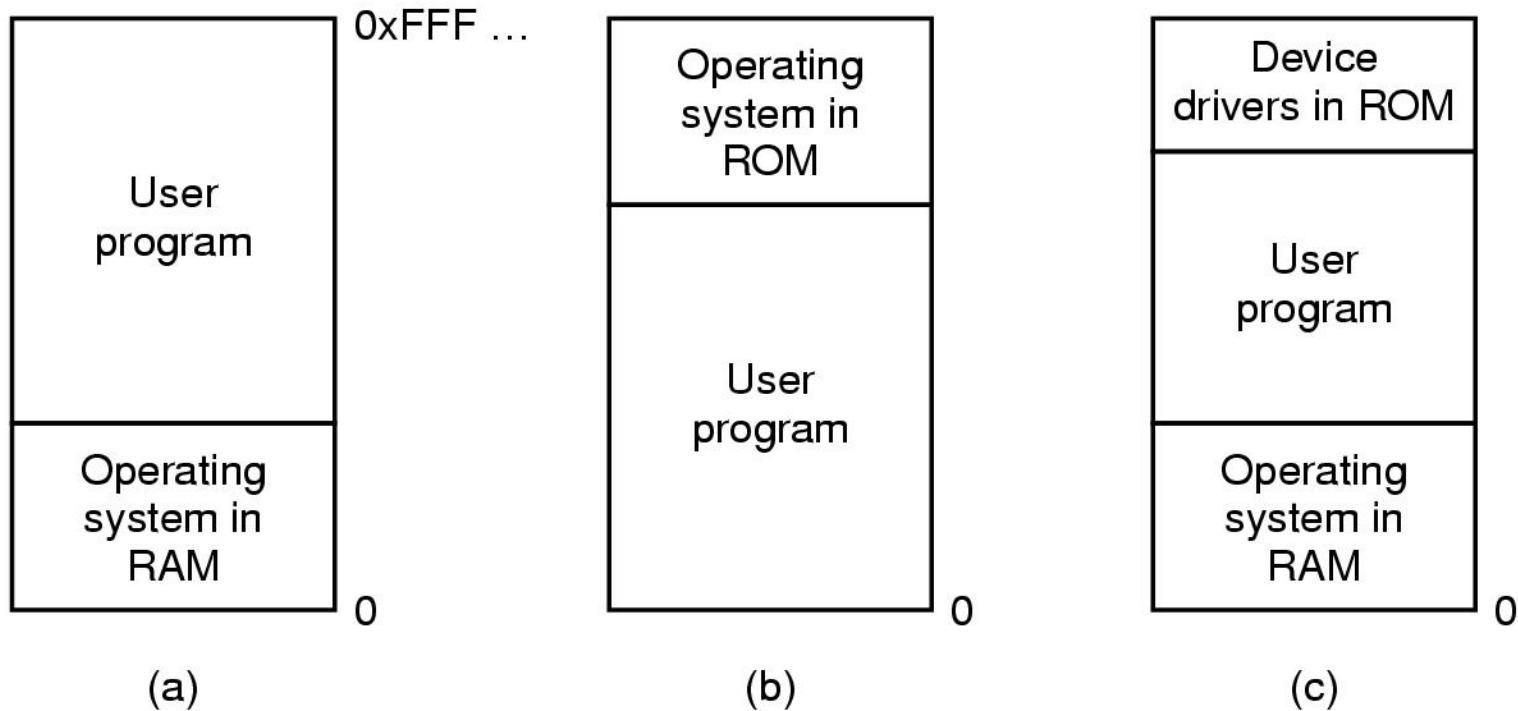 User
program
Operating
system in
RAM
0xFFF ...
0
(a)
Operating
system in
ROM
User
program
0
(b)
Device
drivers in ROM
User
program
Operating
system in
RAM
0
(c)